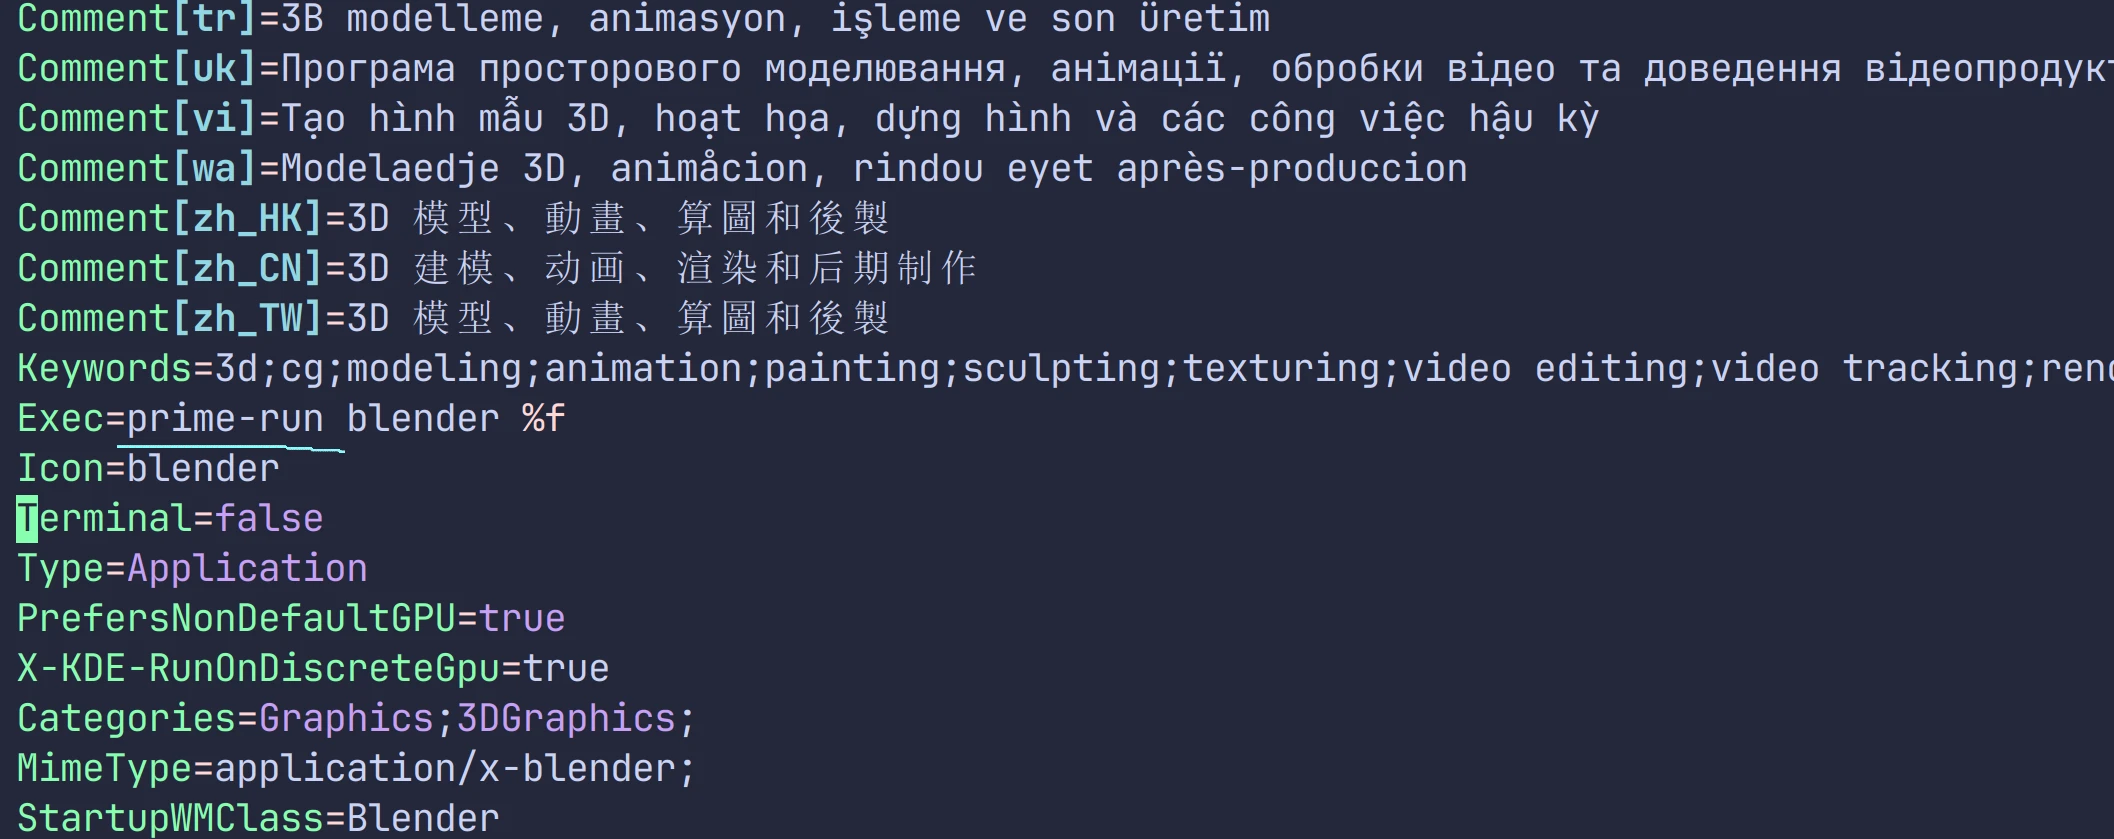 Comment[tr]=3B modelleme, animasyon, işleme ve son üretim
Comment[uk]=Програма просторового моделювання, анімації, обробки відео та доведення відеопродукт
Comment[vi]=Tạo hình mẫu 3D, hoạt họa, dựng hình và các công việc hậu kỳ
Comment[wa]=Modelaedje 3D, animåcion, rindou eyet après-produccion
Comment[zh_HK]=3D 模型、動畫、算圖和後製
Comment[zh_CN]=3D 建模、动画、渲染和后期制作
Comment[zh_TW]=3D 模型、動畫、算圖和後製
Keywords=3d;cg;modeling;animation;painting;sculpting;texturing;video editing;video tracking;rend
Exec=prime-run blender %f
Icon=blender
Terminal=false
Type=Application
PrefersNonDefaultGPU=true
X-KDE-RunOnDiscreteGpu=true
Categories=Graphics;3DGraphics;
MimeType=application/x-blender;
StartupWMClass=Blender